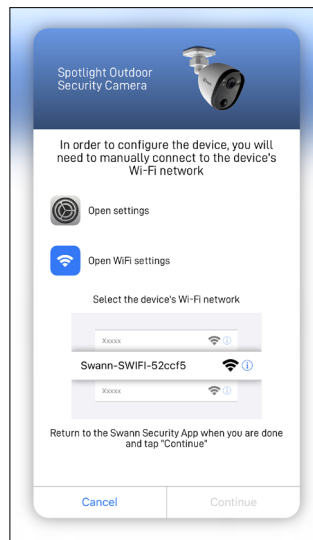 Spotlight Outdoor
Security Camera
In order to configure the device, you will
need to manually connect to the device's
Wi-Fi network
Open settings
Open WiFi settings
Select the device's Wi-Fi network
Xxxxx
Swann-SWIFI-52ccf5
Xxxxx
Return to the Swann Security App when you are done
and tap "Continue"
Cancel
Continue